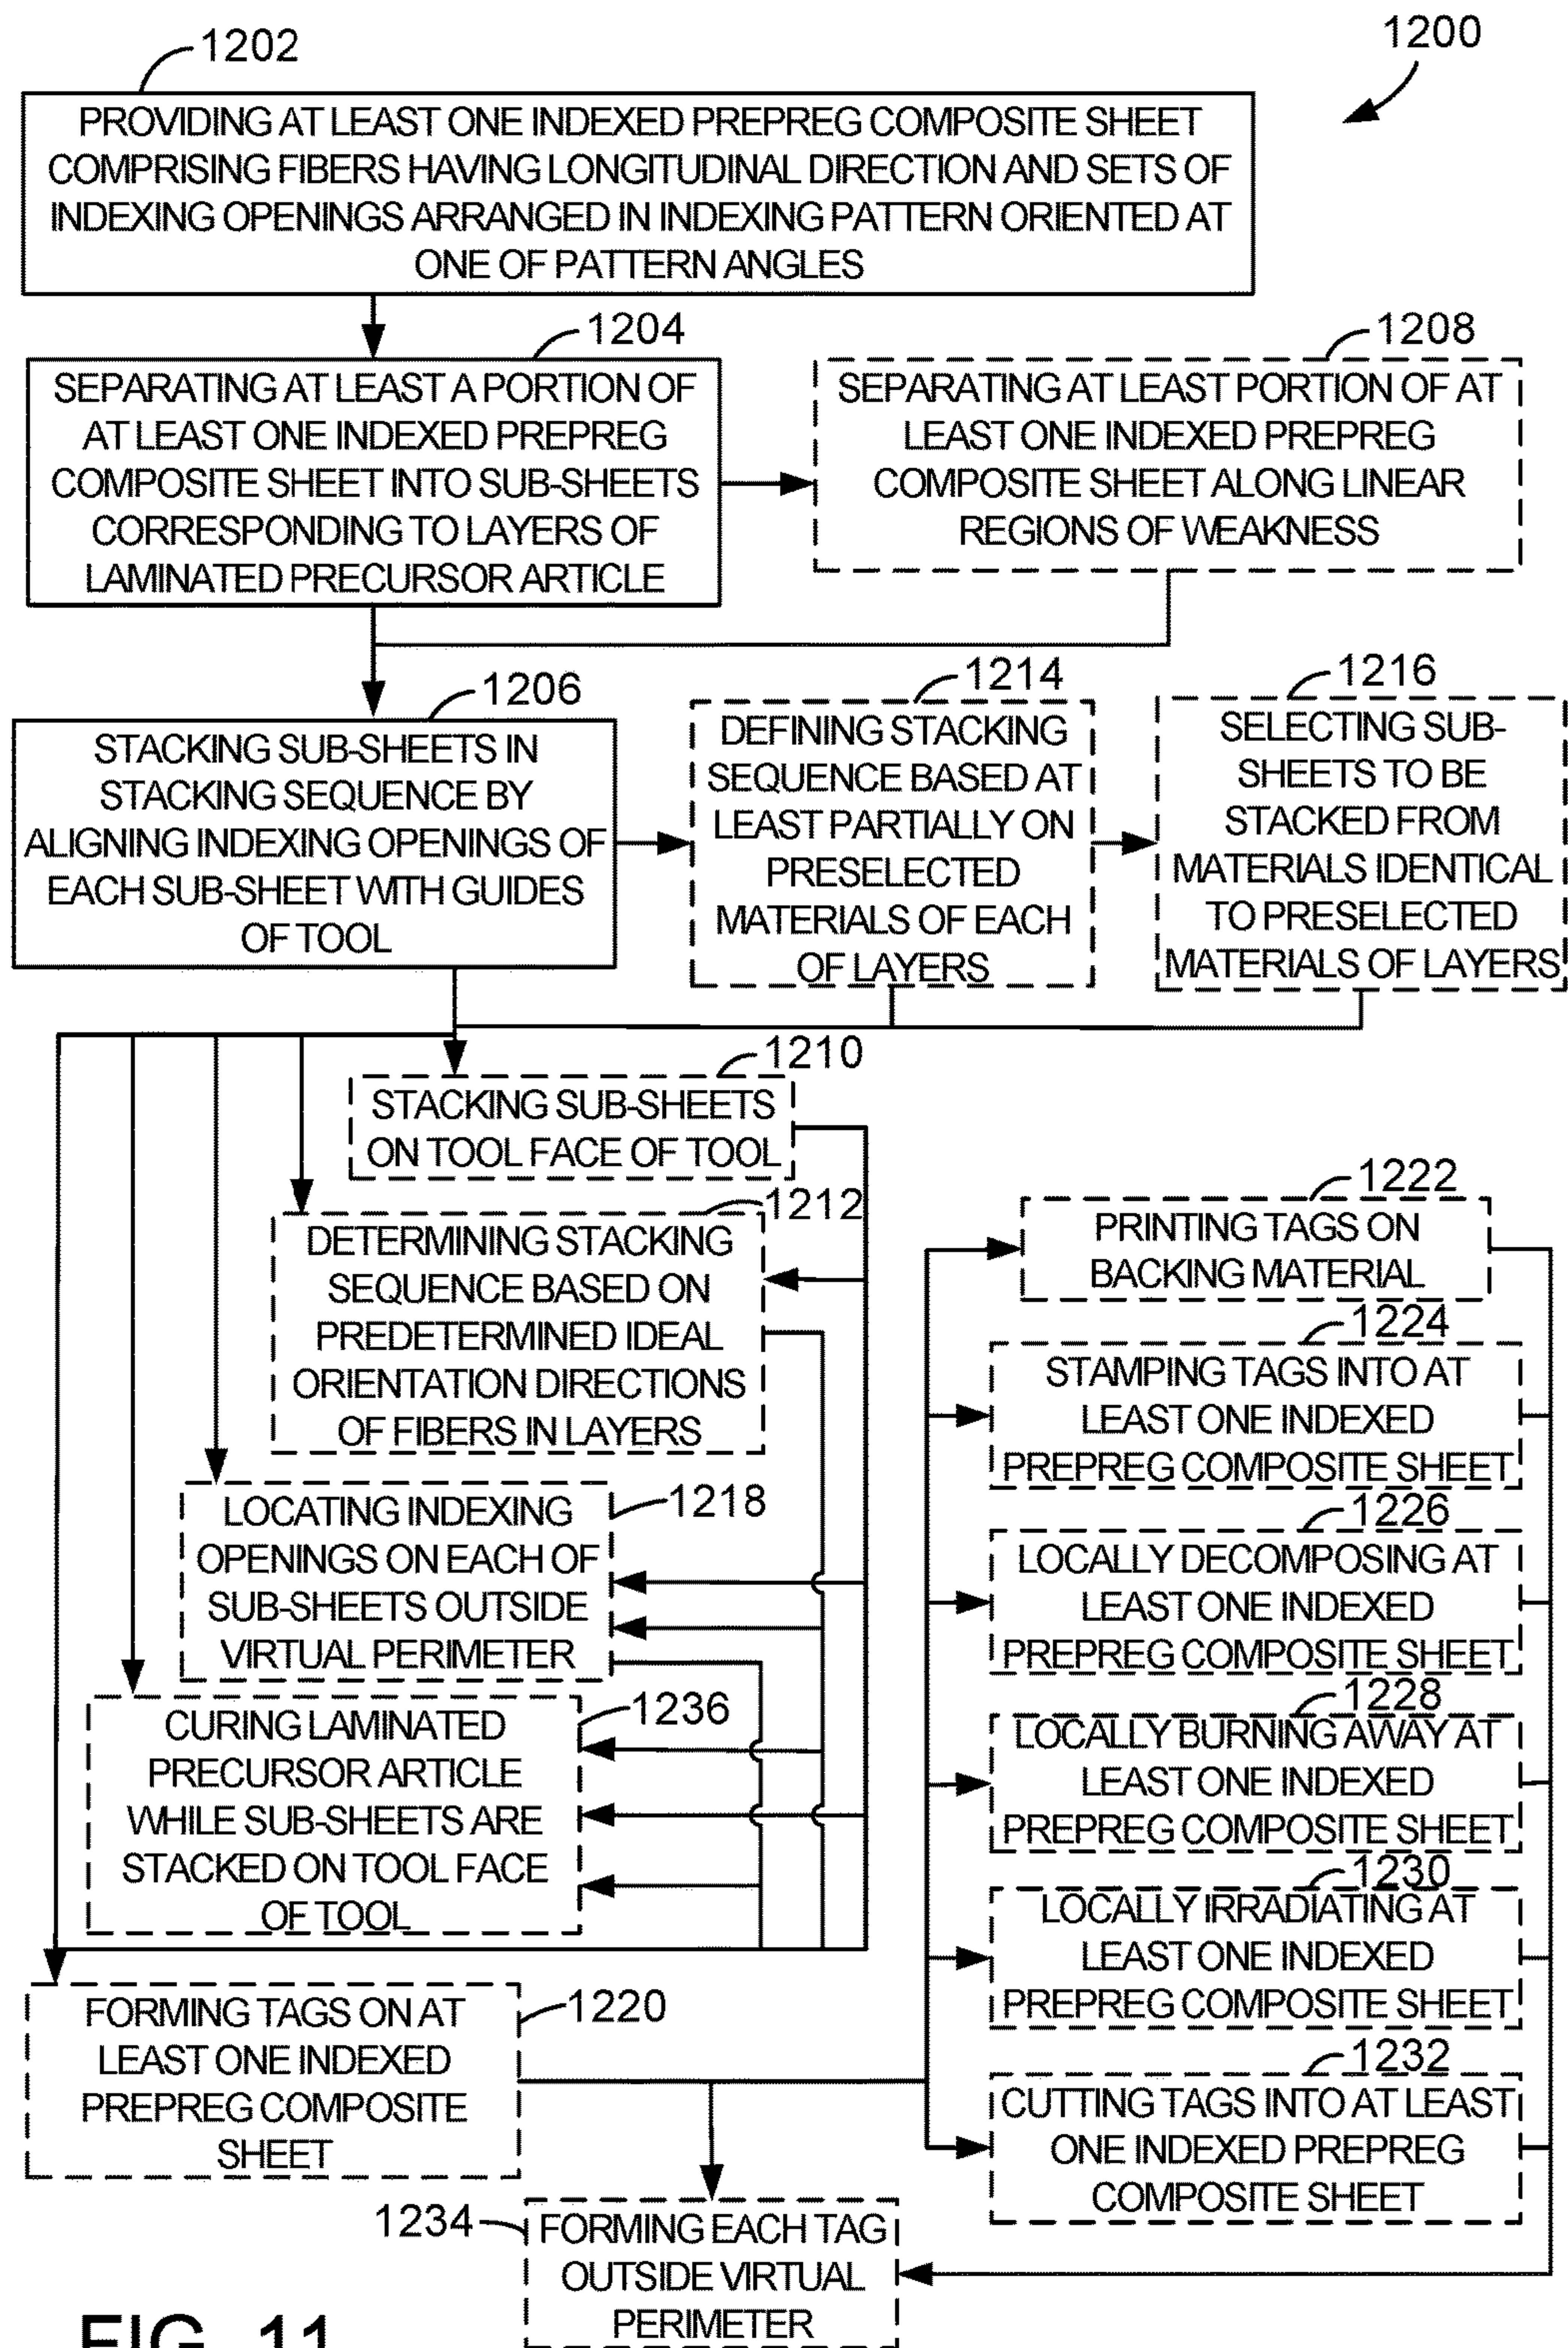 1200
1202
PROVIDING AT LEAST ONE INDEXED PREPREG COMPOSITE SHEET
COMPRISING FIBERS HAVING LONGITUDINAL DIRECTION AND SETS OF
INDEXING OPENINGS ARRANGED IN INDEXING PATTERN ORIENTED AT
ONE OF PATTERN ANGLES
1204
SEPARATING AT LEAST A PORTION OF
AT LEAST ONE INDEXED PREPREG
COMPOSITE SHEET INTO SUB-SHEETS
CORRESPONDING TO LAYERS OF
LAMINATED PRECURSOR ARTICLE
1208
SEPARATING AT LEAST PORTION OF AT
LEAST ONE INDEXED PREPREG
COMPOSITE SHEET ALONG LINEAR
REGIONS OF WEAKNESS
1206
STACKING SUB-SHEETS IN
STACKING SEQUENCE BY
ALIGNING INDEXING OPENINGS OF
EACH SUB-SHEET WITH GUIDES
OF TOOL
1214
DEFINING STACKING
SEQUENCE BASED AT
LEAST PARTIALLY ON
PRESELECTED
MATERIALS OF EACH
OF LAYERS
1216
SELECTING SUB-
SHEETS TO BE
STACKED FROM
MATERIALS IDENTICAL
TO PRESELECTED
MATERIALS OF LAYERS
1210
STACKING SUB-SHEETS
ON TOOL FACE OF TOOL
1212
DETERMINING STACKING
SEQUENCE BASED ON
PREDETERMINED IDEAL
ORIENTATION DIRECTIONS
OF FIBERS IN LAYERS
1218
LOCATING INDEXING
OPENINGS ON EACH OF
SUB-SHEETS OUTSIDE
VIRTUAL PERIMETER
1236
CURING LAMINATED
PRECURSOR ARTICLE
WHILE SUB-SHEETS ARE
STACKED ON TOOL FACE
OF TOOL
1220
FORMING TAGS ON AT
LEAST ONE INDEXED
PREPREG COMPOSITE
SHEET
1222
PRINTING TAGS ON
BACKING MATERIAL
1224
STAMPING TAGS INTO AT
LEAST ONE INDEXED
PREPREG COMPOSITE SHEET
1226
LOCALLY DECOMPOSING AT
LEAST ONE INDEXED
PREPREG COMPOSITE SHEET
1228
LOCALLY BURNING AWAY AT
LEAST ONE INDEXED
PREPREG COMPOSITE SHEET
1230
LOCALLY IRRADIATING AT
LEAST ONE INDEXED
PREPREG COMPOSITE SHEET
1232
CUTTING TAGS INTO AT LEAST
ONE INDEXED PREPREG
COMPOSITE SHEET
1234
FORMING EACH TAG
OUTSIDE VIRTUAL
PERIMETER
FIG. 11